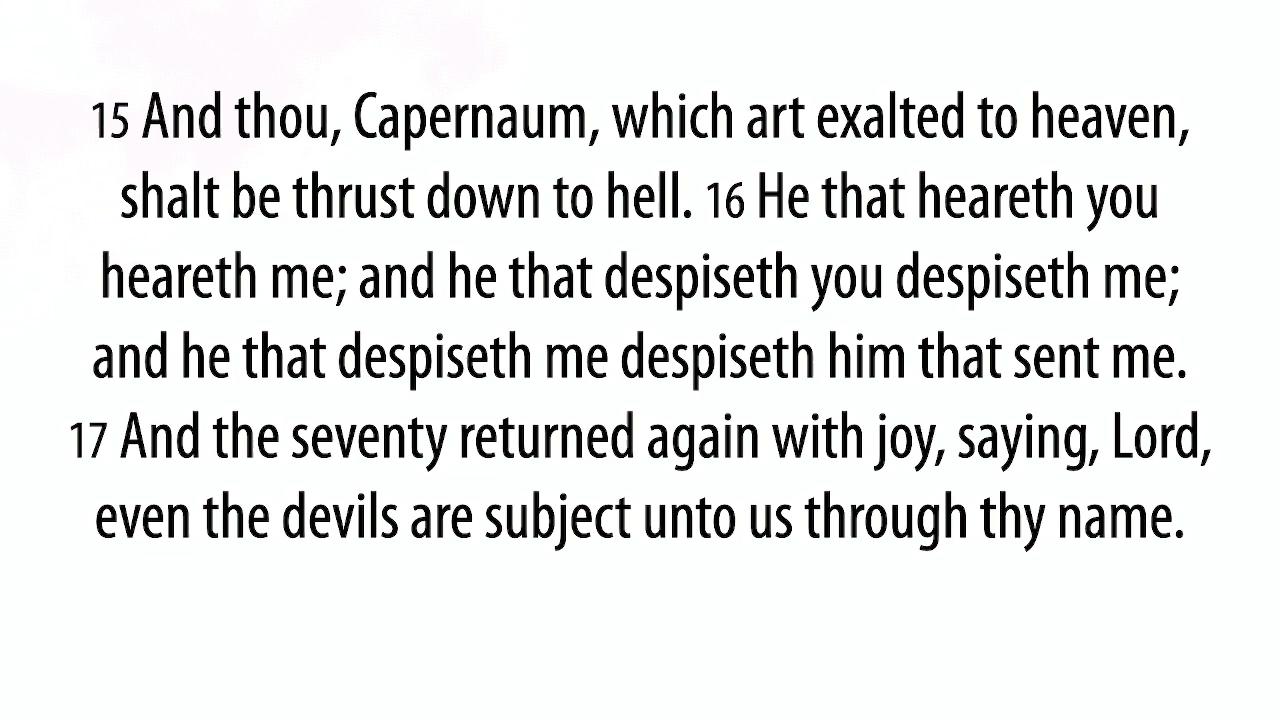 15 And thou, Capernaum, which art exalted to heaven,
shalt be thrust down to hell. 16 He that heareth you
heareth me; and he that despiseth you despiseth me;
and he that despiseth me despiseth him that sent me.
17 And the seventy returned again with joy, saying, Lord,
even the devils are subject unto us through thy name.